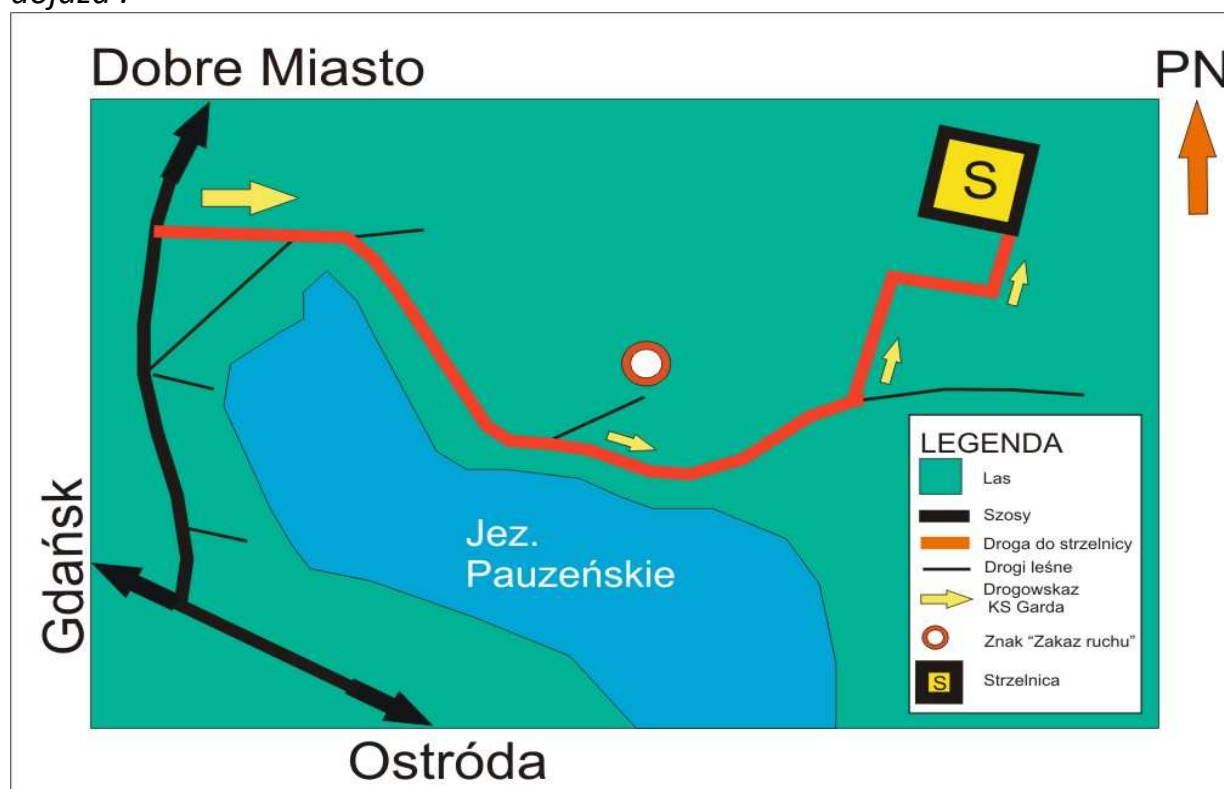 dojazdu :
Dobre Miasto
PN
S
Gdańsk
Jez.
Pauzeńskie
Ostróda
LEGENDA
Las
Szosy
Droga do strzelnicy
Drogi leśne
Drogowskaz
KS Garda
Znak "Zakaz ruchu"
S
Strzelnica